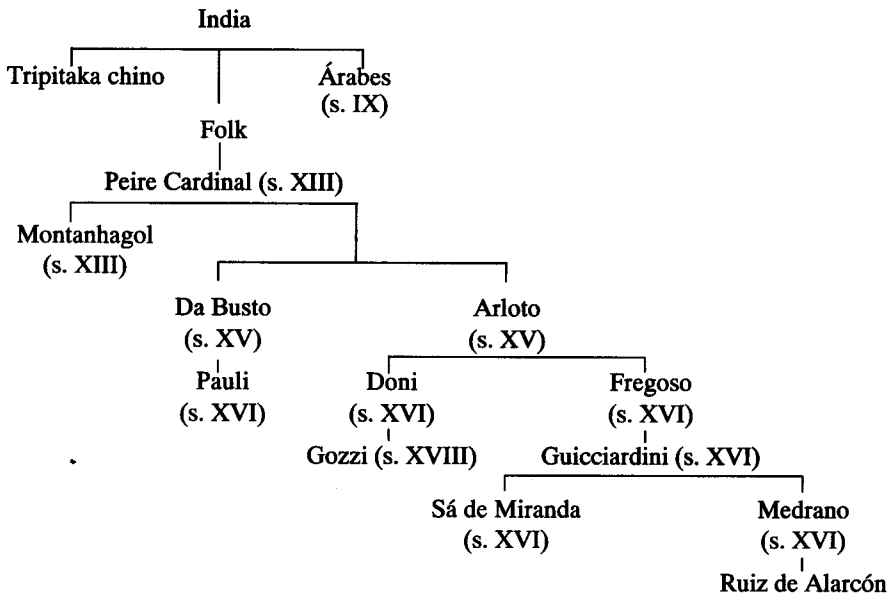 India
Tripitaka chino Árabes
(s. IX)
Folk
Peire Cardinal (s. XIII)
Montanhagol
(s. XIII)
Da Busto Arloto
(s. XV) (s. XV)
Pauli Doni Fregoso
(s. XVI) (s. XVI) (s. XVI)
Gozzi (s. XVIII) Guicciardini (s. XVI)
Sá de Miranda Medrano
(s. XVI) (s. XVI)
Ruiz de Alarcón